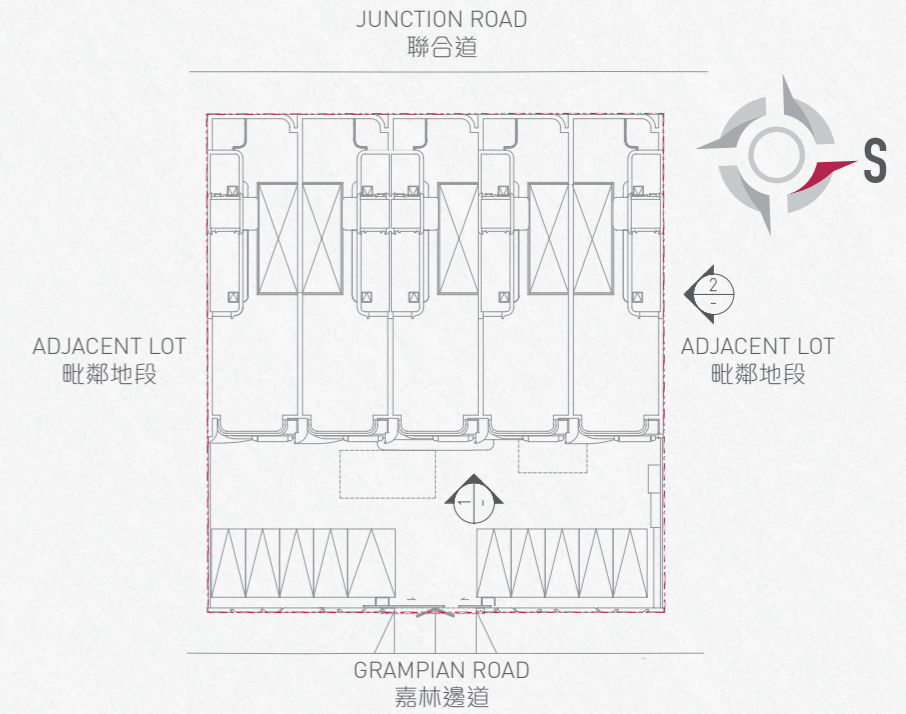 JUNCTION ROAD
聯合道
S
2
-
ADJACENT LOT
毗鄰地段
ADJACENT LOT
毗鄰地段
1
-
GRAMPIAN ROAD
嘉林邊道